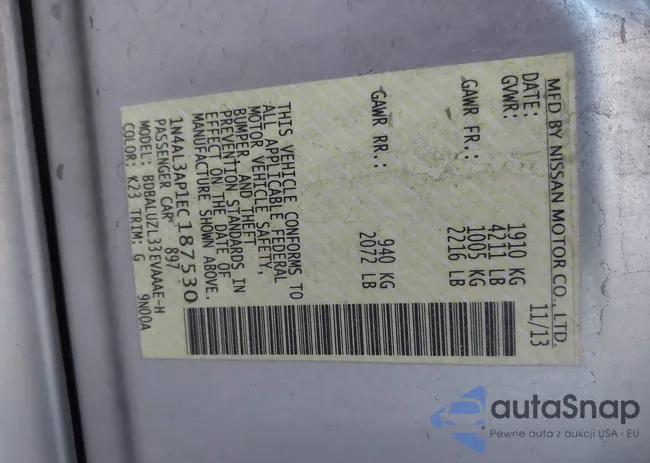 MFD BY NISSAN MOTOR CO., LTD.
DATE: 11/13
GVWR: 1910 KG
4211 LB
GAWR FR.: 1005 KG
2216 LB
GAWR RR.: 940 KG
2072 LB
THIS VEHICLE CONFORMS TO
ALL APPLICABLE FEDERAL
MOTOR VEHICLE SAFETY,
BUMPER, AND THEFT
PREVENTION STANDARDS IN
EFFECT ON THE DATE OF
MANUFACTURE SHOWN ABOVE.
1N4AL3AP1EC187530
PASSENGER CAR 897
MODEL: BDBALUZL33EVAAAE-H
COLOR: K23 TRIM: G 9N00A
autaSnap
Pewne auta z aukcji USA i EU